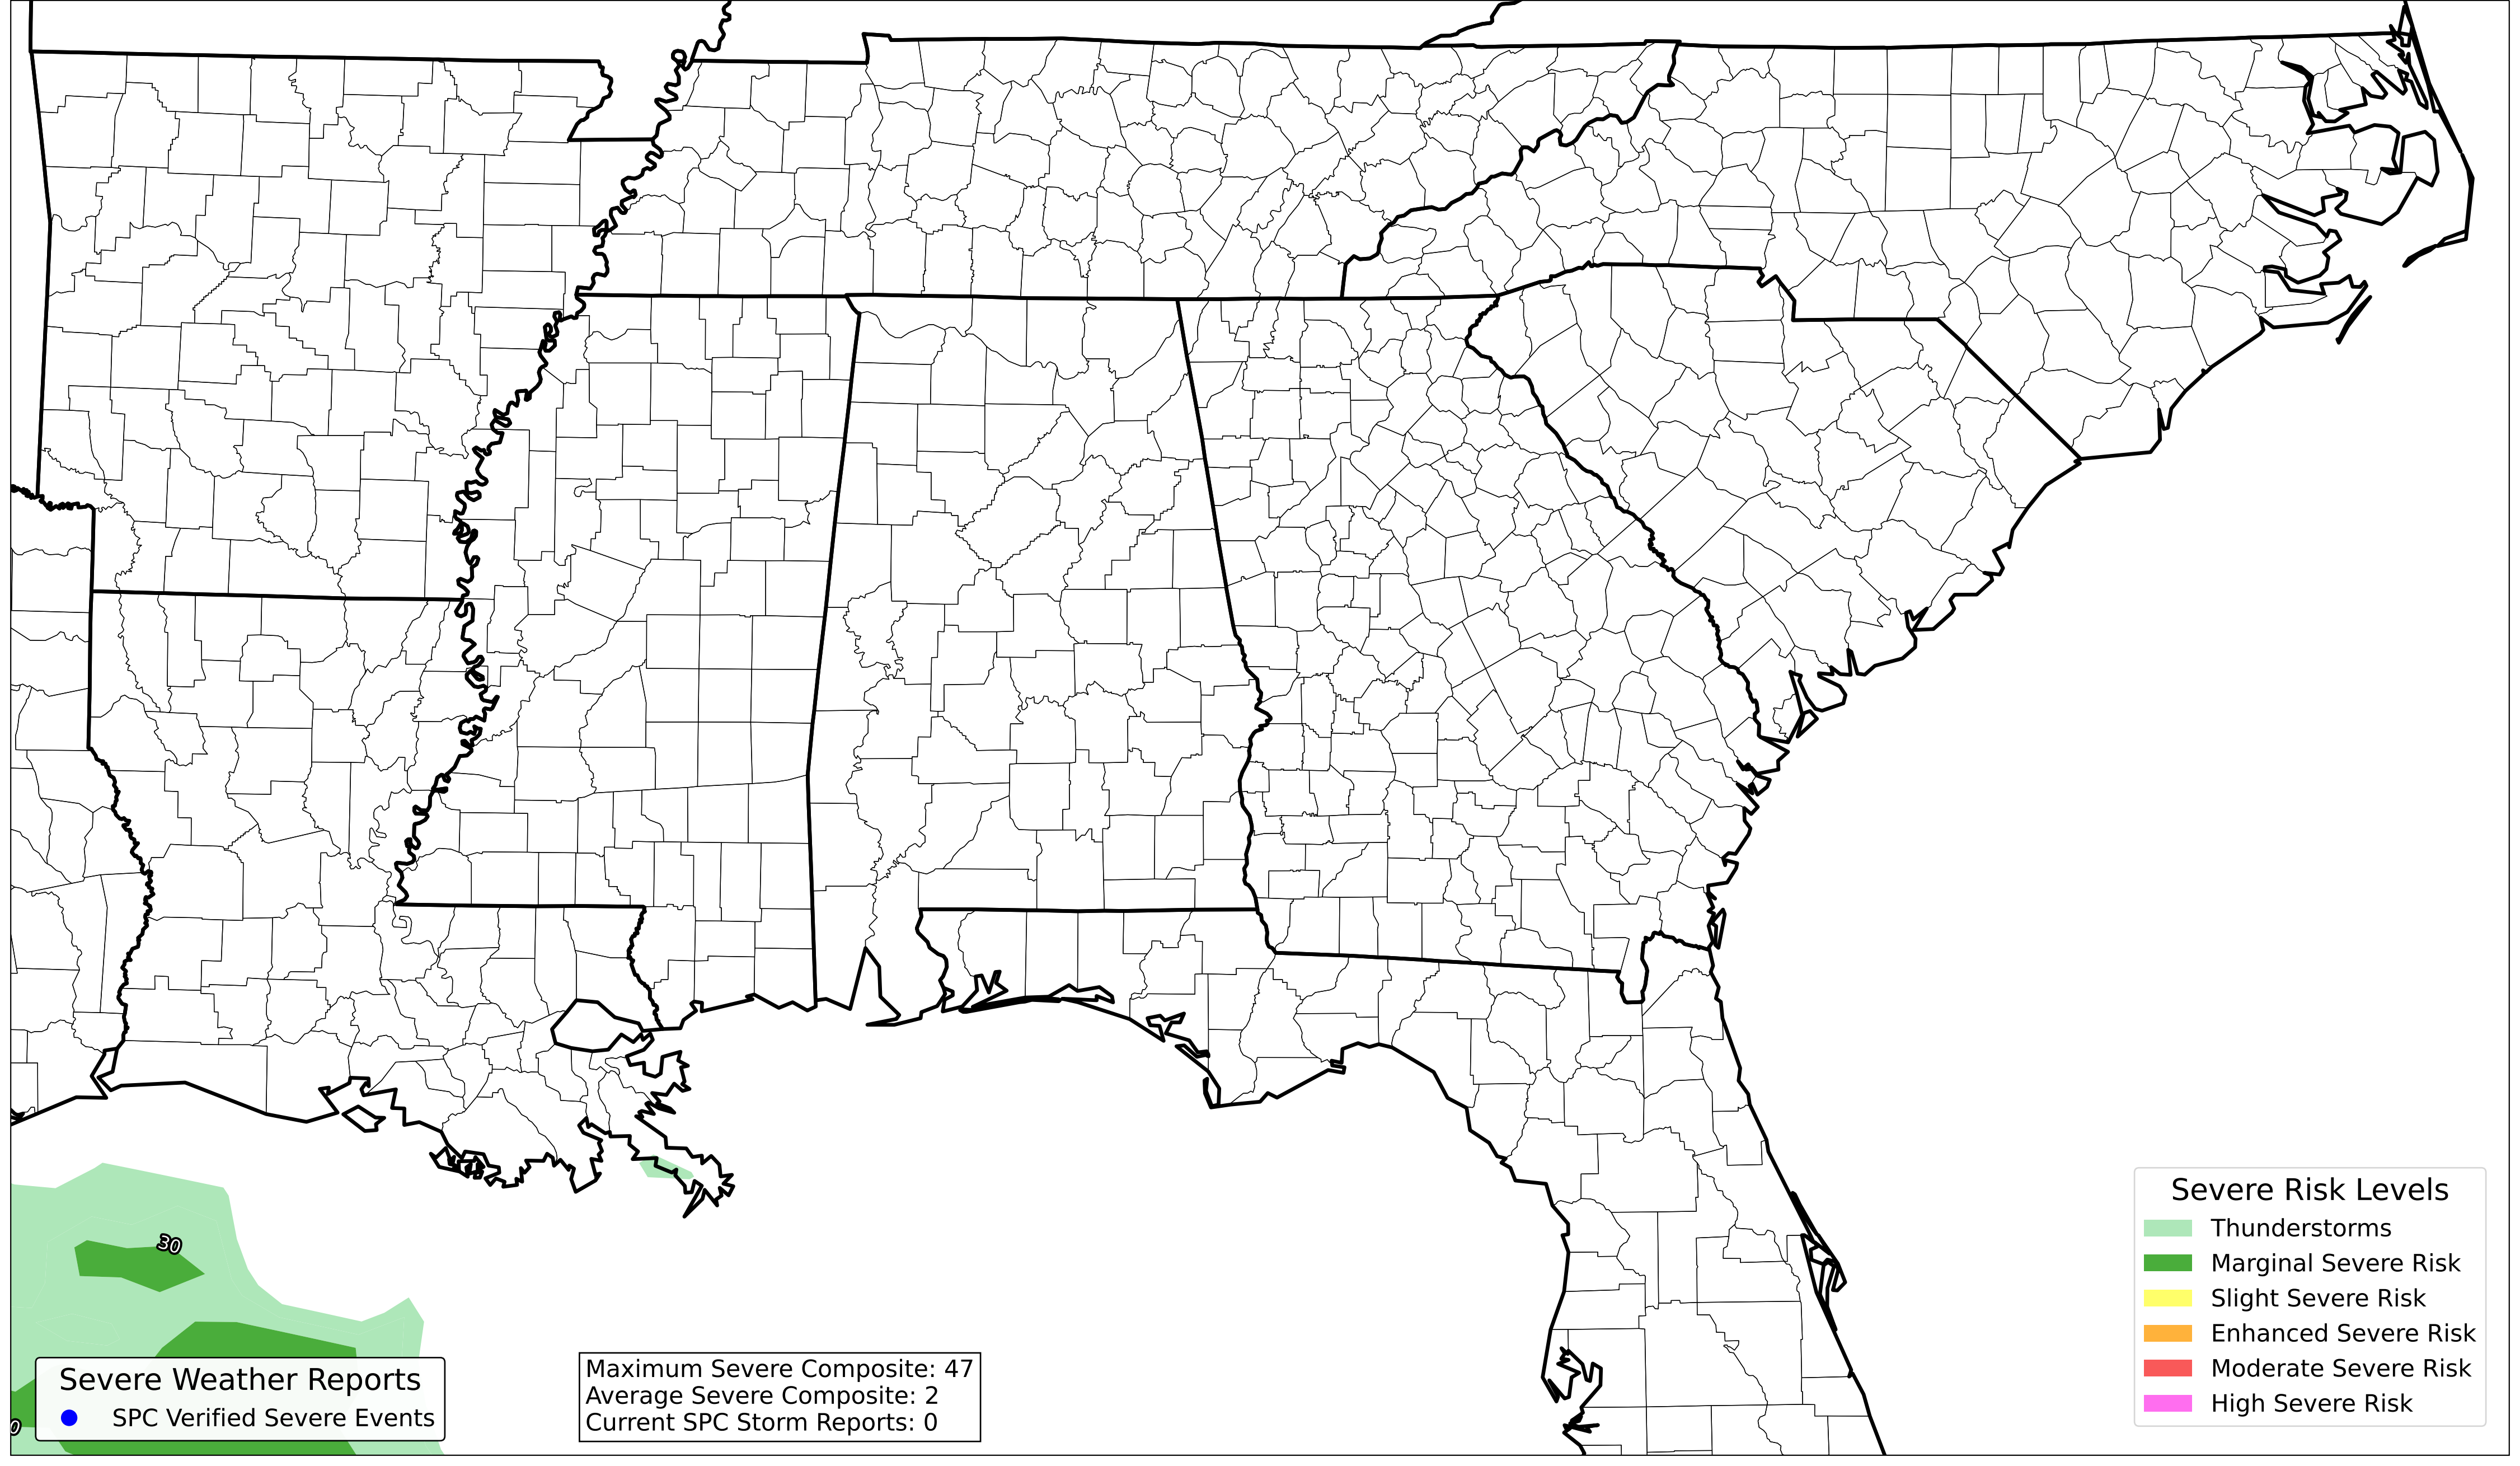 30
Severe Weather Reports
SPC Verified Severe Events
Maximum Severe Composite: 47
Average Severe Composite: 2
Current SPC Storm Reports: 0
Severe Risk Levels
Thunderstorms
Marginal Severe Risk
Slight Severe Risk
Enhanced Severe Risk
Moderate Severe Risk
High Severe Risk